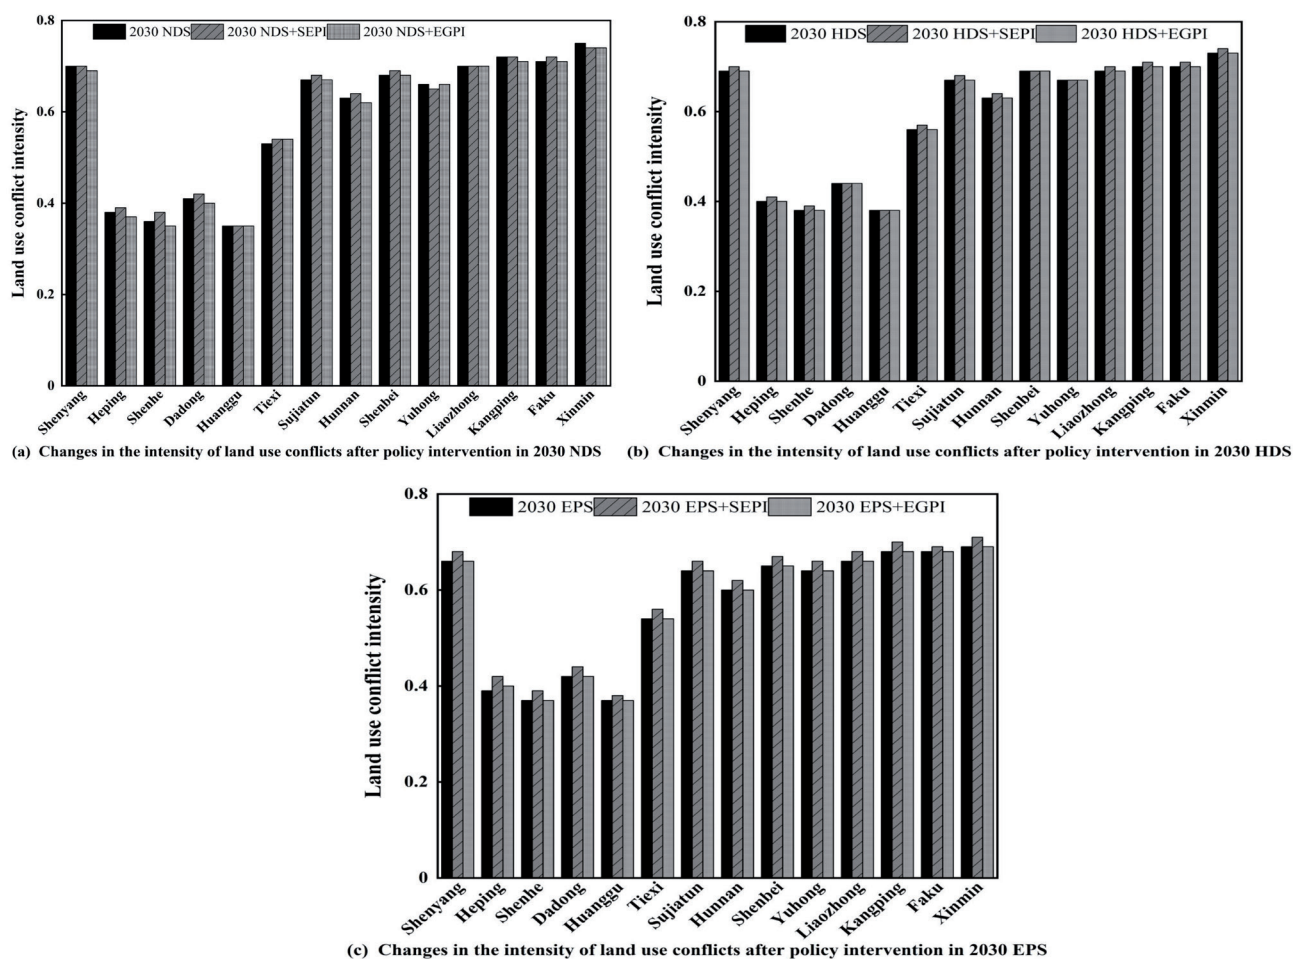 2030 NDS 2030 NDS+SEPI 2030 NDS+EGPI
Land use conflict intensity
0.8
0.6
0.4
0.2
0
Shenyang Heping Shenhe Dadong Huanggu Tiexi Sujiatun Hunnan Shenbei Yuhong Liaozhong Kangping Faku Xinmin
(a) Changes in the intensity of land use conflicts after policy intervention in 2030 NDS
2030 HDS 2030 HDS+SEPI 2030 HDS+EGPI
Land use conflict intensity
0.8
0.6
0.4
0.2
0
Shenyang Heping Shenhe Dadong Huanggu Tiexi Sujiatun Hunnan Shenbei Yuhong Liaozhong Kangping Faku Xinmin
(b) Changes in the intensity of land use conflicts after policy intervention in 2030 HDS
2030 EPS 2030 EPS+SEPI 2030 EPS+EGPI
Land use conflict intensity
0.8
0.6
0.4
0.2
0
Shenyang Heping Shenhe Dadong Huanggu Tiexi Sujiatun Hunnan Shenbei Yuhong Liaozhong Kangping Faku Xinmin
(c) Changes in the intensity of land use conflicts after policy intervention in 2030 EPS